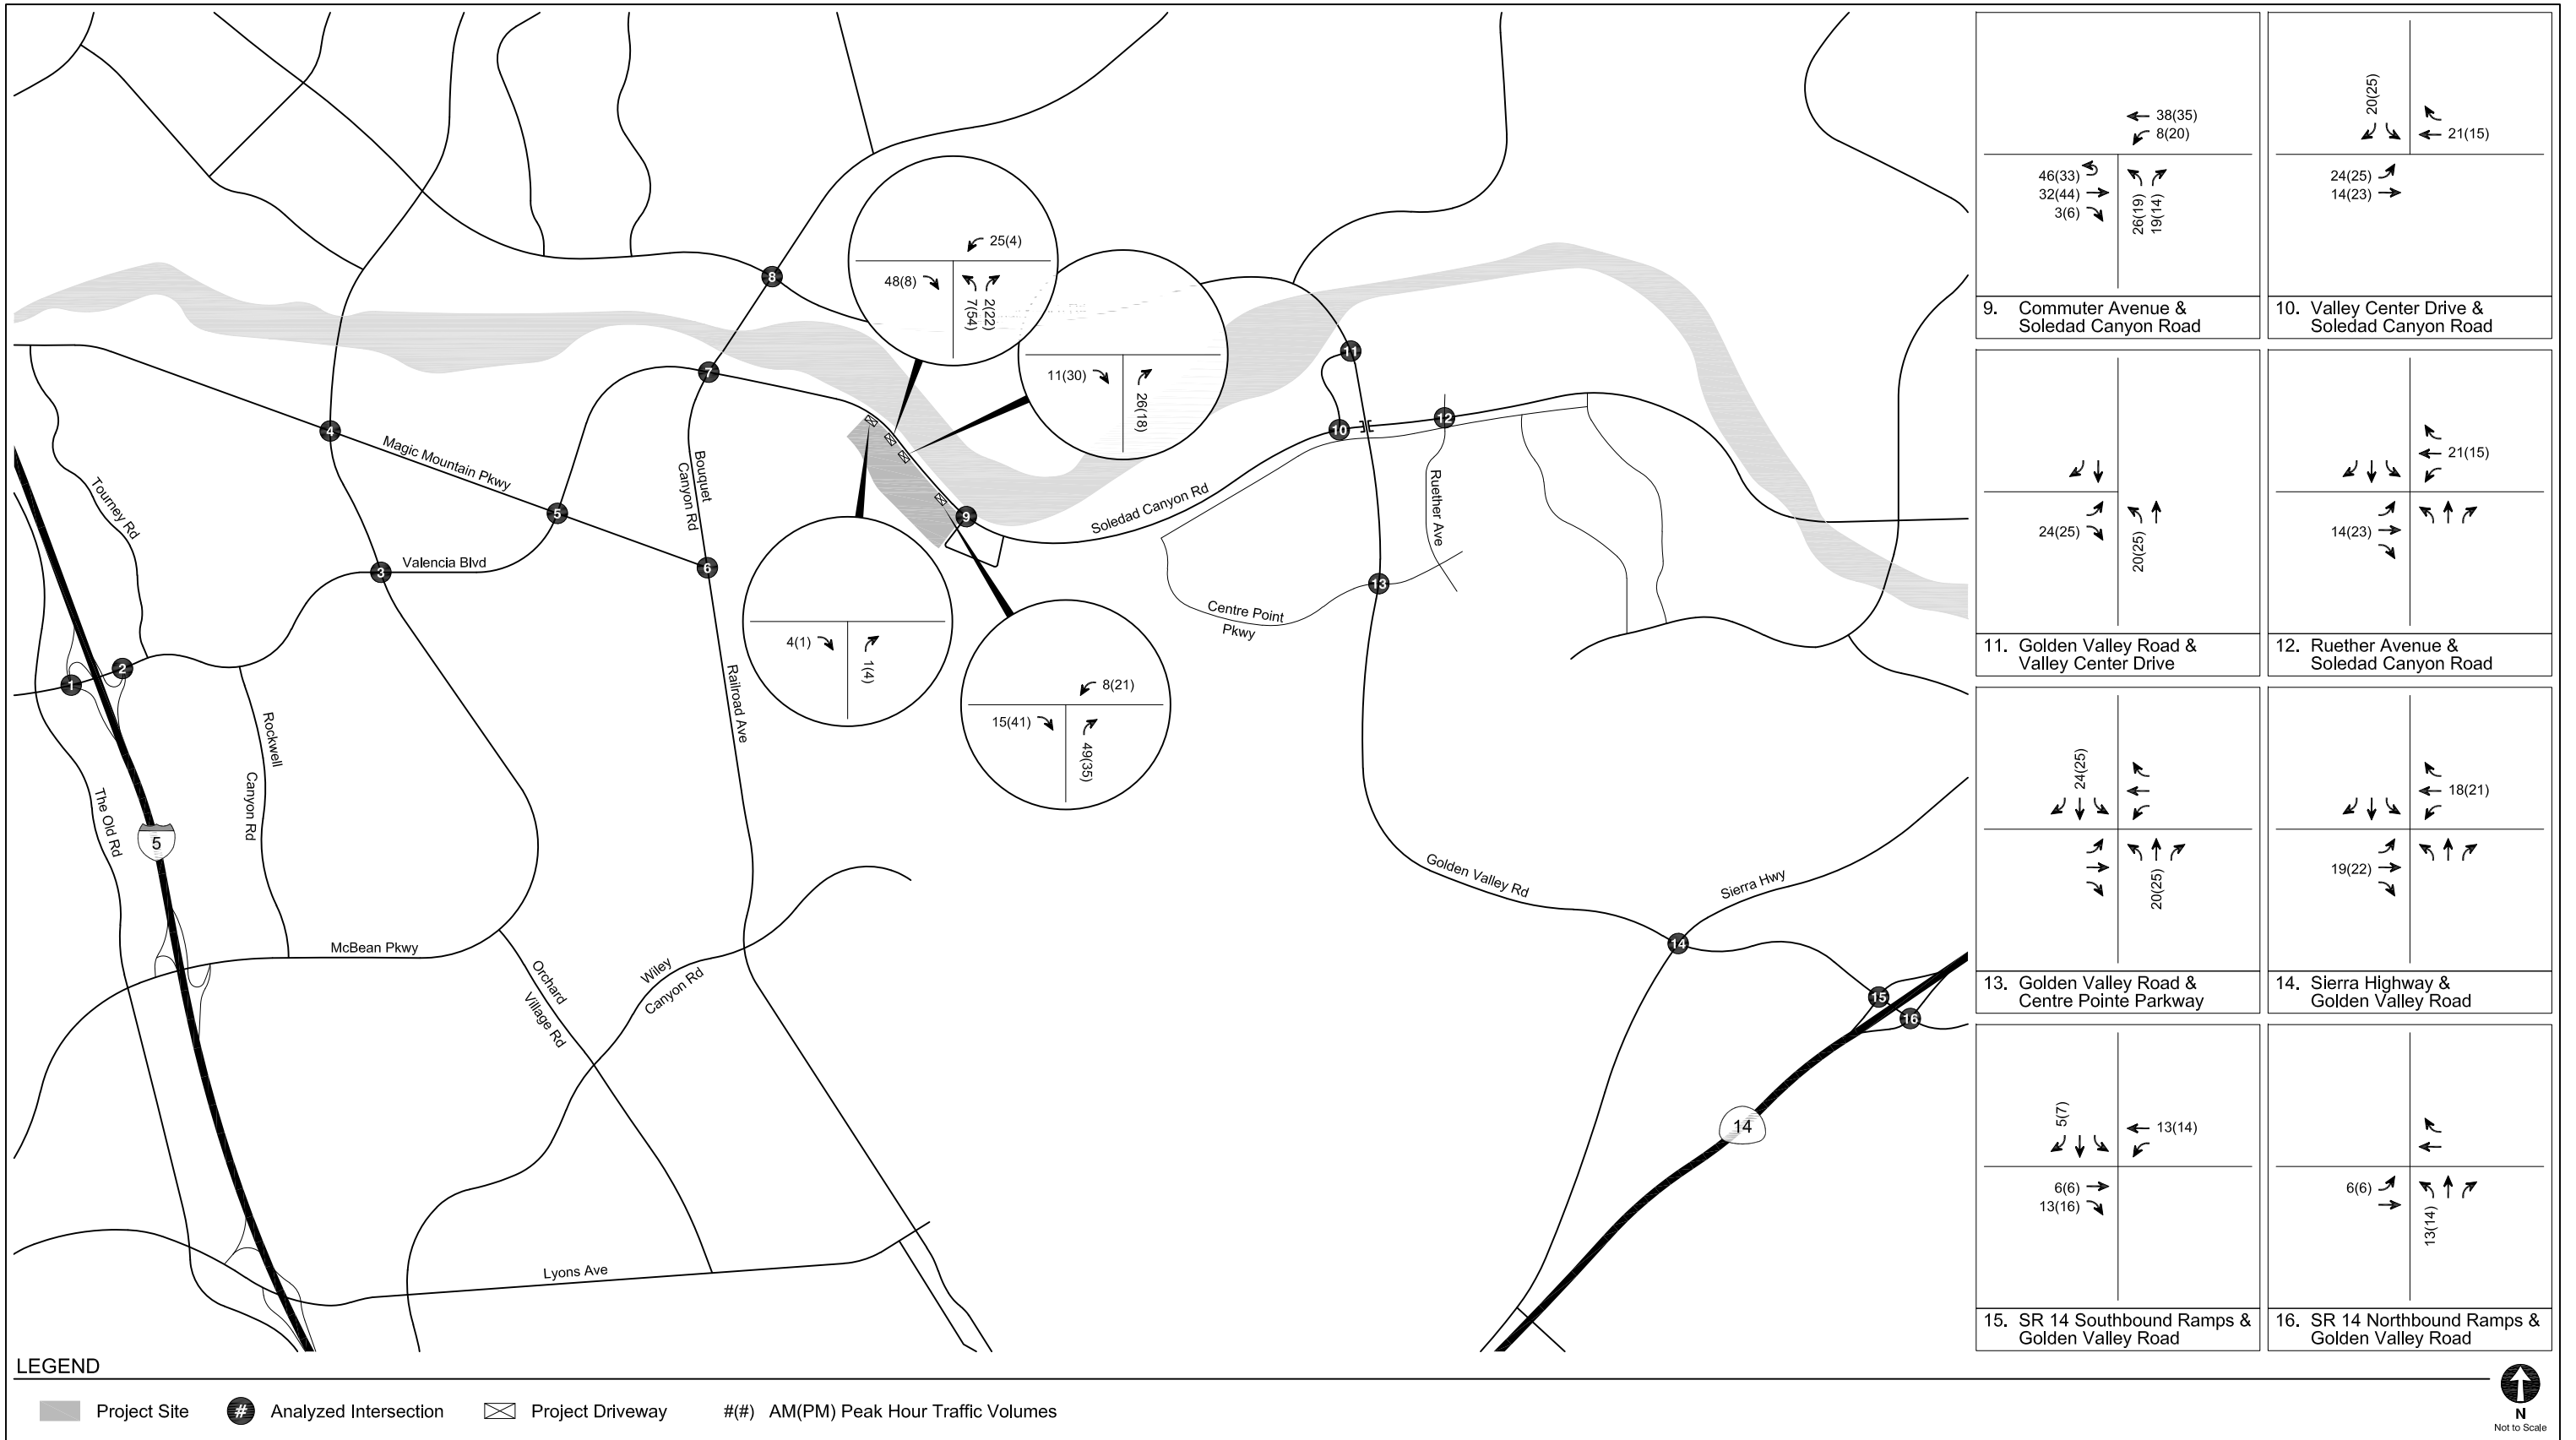 8
25(4)
48(8)
7(54)
2(22)
11(30)
26(18)
7
11
10
12
4
Magic Mountain Pkwy
Bouquet
Canyon Rd
Tourney Rd
5
9
Soledad Canyon Rd
Ruether Ave
3
Valencia Blvd
6
13
Centre Point
Pkwy
4(1)
1(4)
2
1
8(21)
15(41)
49(35)
Railroad Ave
Rockwell
Canyon Rd
The Old Rd
5
Golden Valley Rd
Sierra Hwy
McBean Pkwy
14
Orchard
Village Rd
Wiley
Canyon Rd
15
16
14
Lyons Ave
38(35)
8(20)
46(33)
32(44)
3(6)
26(19)
19(14)
9. Commuter Avenue &
Soledad Canyon Road
20(25)
21(15)
24(25)
14(23)
10. Valley Center Drive &
Soledad Canyon Road
24(25)
20(25)
11. Golden Valley Road &
Valley Center Drive
21(15)
14(23)
12. Ruether Avenue &
Soledad Canyon Road
24(25)
20(25)
13. Golden Valley Road &
Centre Pointe Parkway
18(21)
19(22)
14. Sierra Highway &
Golden Valley Road
5(7)
13(14)
6(6)
13(16)
15. SR 14 Southbound Ramps &
Golden Valley Road
6(6)
13(14)
16. SR 14 Northbound Ramps &
Golden Valley Road
LEGEND
Project Site
# Analyzed Intersection
Project Driveway
#(#) AM(PM) Peak Hour Traffic Volumes
N
Not to Scale